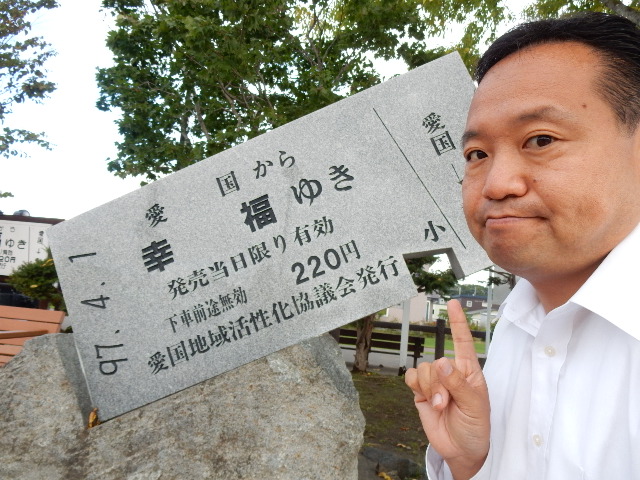 愛国から
幸福ゆき
発売当日限り有効
下車前途無効
220円
愛国地域活性化協議会発行
97.4.1
愛国
小
ゆき